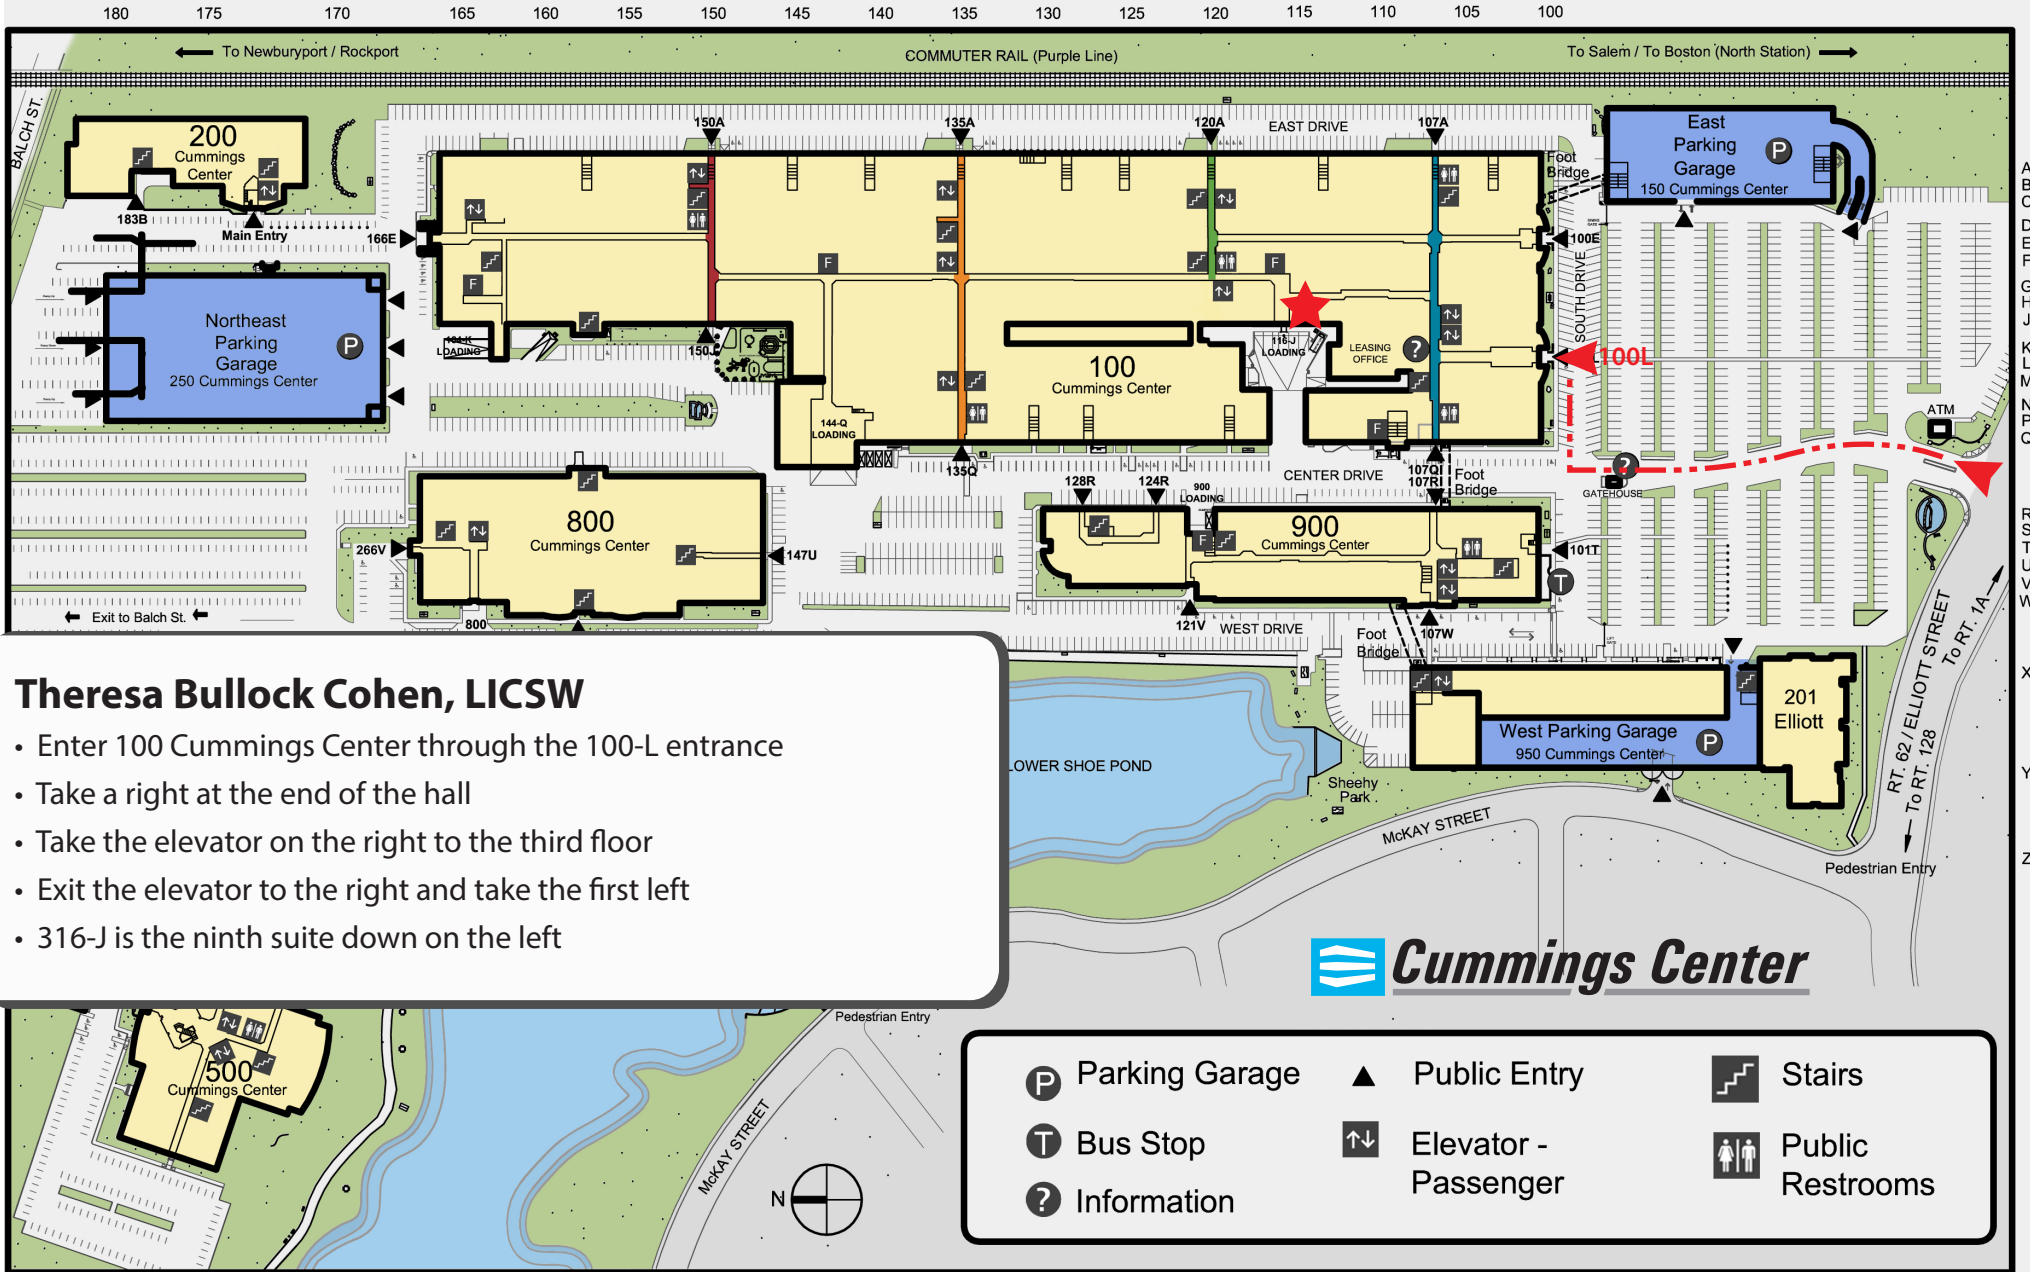 180 175 170 165 160 155 150 145 140 135 130 125 120 115 110 105 100
To Newburyport / Rockport
COMMUTER RAIL (Purple Line)
To Salem / To Boston (North Station)
BALCH ST.
200
Cummings
Center
183B
Main Entry
166E
150A
135A
120A
107A
EAST DRIVE
Foot
Bridge
East
Parking
Garage
150 Cummings Center
P
A
B
C
D
E
F
G
H
J
K
L
M
N
P
Q
R
S
T
U
V
W
X
Y
Z
100E
SOUTH DRIVE
100L
Northeast
Parking
Garage
250 Cummings Center
P
F
F
F
F
LOADING
150J
116-J
LOADING
LEASING
OFFICE
?
100
Cummings Center
144-Q
LOADING
135Q
CENTER DRIVE
107Q
107R
Foot
Bridge
ATM
?
GATEHOUSE
800
Cummings Center
266V
147U
800
128R
124R
900
LOADING
F
900
Cummings Center
101T
T
121V
107W
WEST DRIVE
Foot
Bridge
Exit to Balch St.
West Parking Garage
950 Cummings Center
P
201
Elliott
RT. 62 / ELLIOTT STREET
To RT. 1A
To RT. 128
Pedestrian Entry
LOWER SHOE POND
Sheehy
Park
McKAY STREET
Theresa Bullock Cohen, LICSW
• Enter 100 Cummings Center through the 100-L entrance
• Take a right at the end of the hall
• Take the elevator on the right to the third floor
• Exit the elevator to the right and take the first left
• 316-J is the ninth suite down on the left
Cummings Center
500
Cummings Center
Pedestrian Entry
McKAY STREET
N
P Parking Garage
Public Entry
Stairs
T Bus Stop
Elevator -
Passenger
Public
Restrooms
? Information